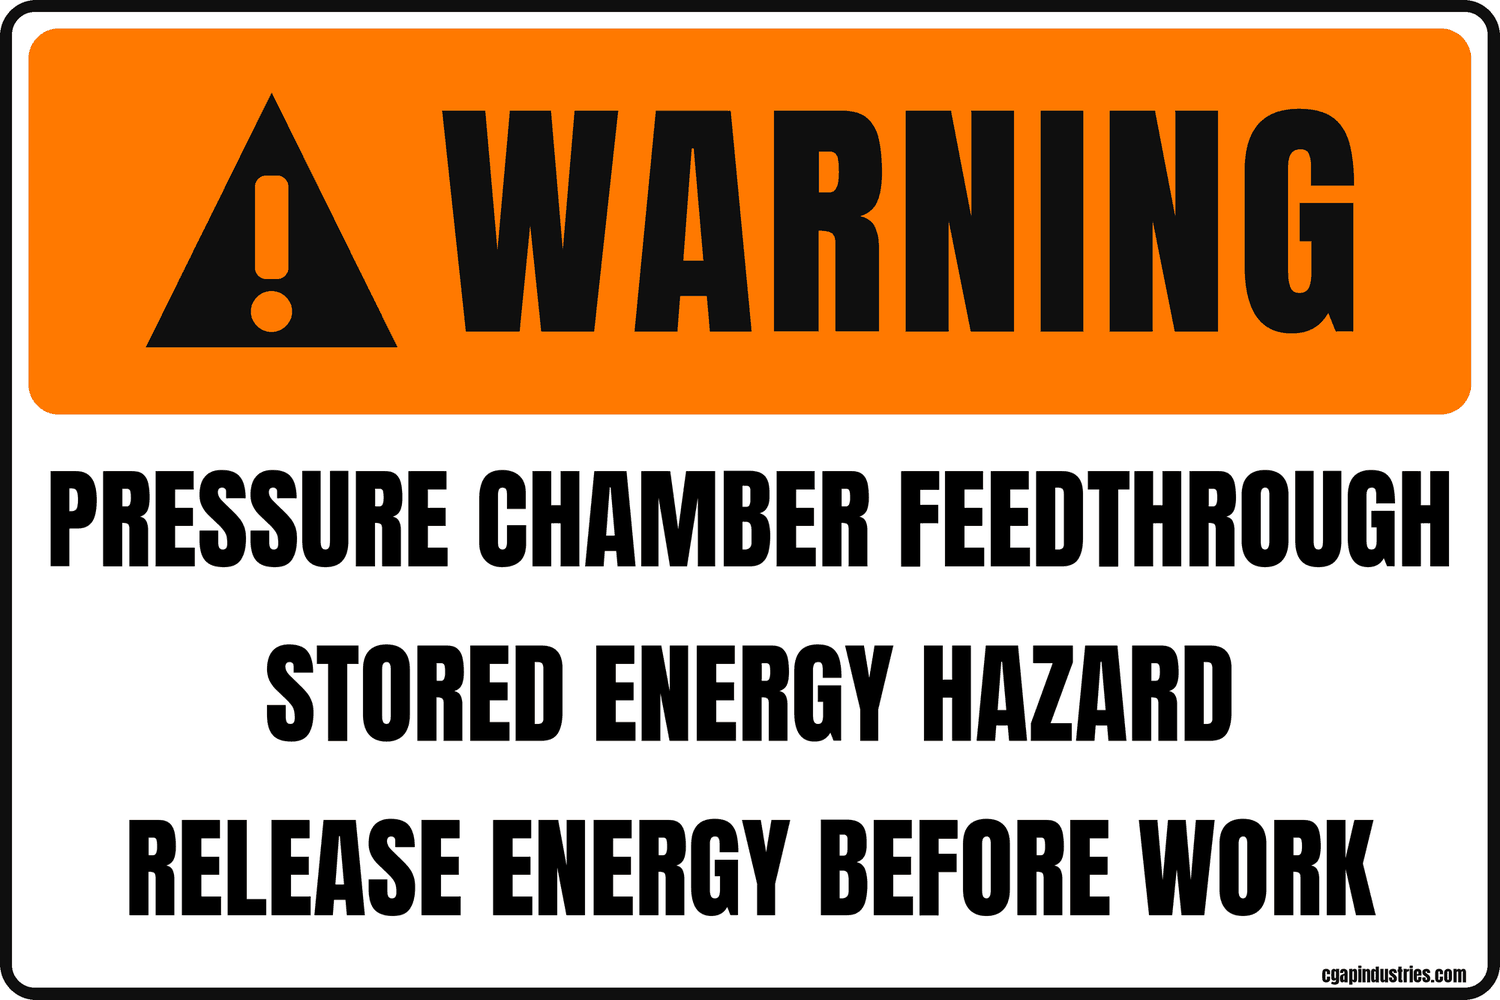 WARNING
PRESSURE CHAMBER FEEDTHROUGH
STORED ENERGY HAZARD
RELEASE ENERGY BEFORE WORK
cgapindustries.com